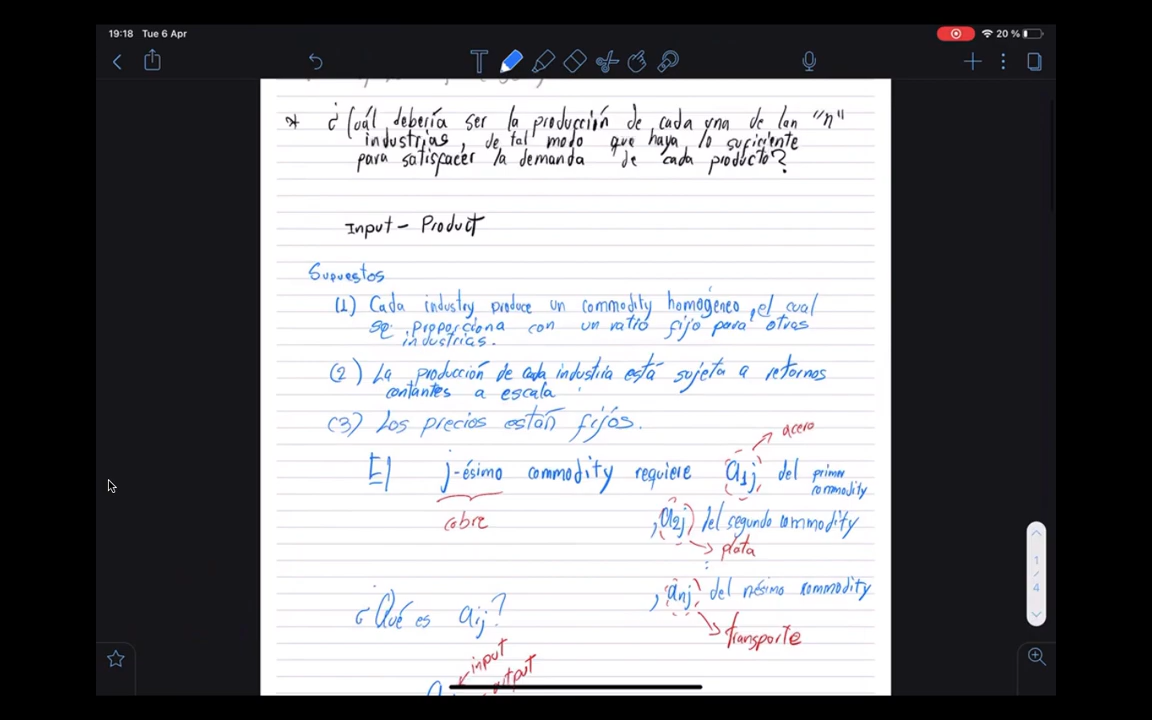 19:18 Tue 6 Apr
20 %
* ¿Cuál debería ser la producción de cada una de las "n"
industrias, de tal modo que haya lo suficiente
para satisfacer la demanda de cada producto?
Input - Product
Supuestos
(1) Cada industry produce un commodity homogéneo, el cual
se proporciona con un ratio fijo para otras
industrias.
(2) La producción de cada industria está sujeta a retornos
contantes a escala
(3) Los precios están fijos.
acero
El j-ésimo commodity requiere a1j del primer
commodity
cobre
, a2j del segundo commodity
plata
:
, anj del nésimo commodity
¿Qué es aij?
transporte
input
output
a
1
/
4